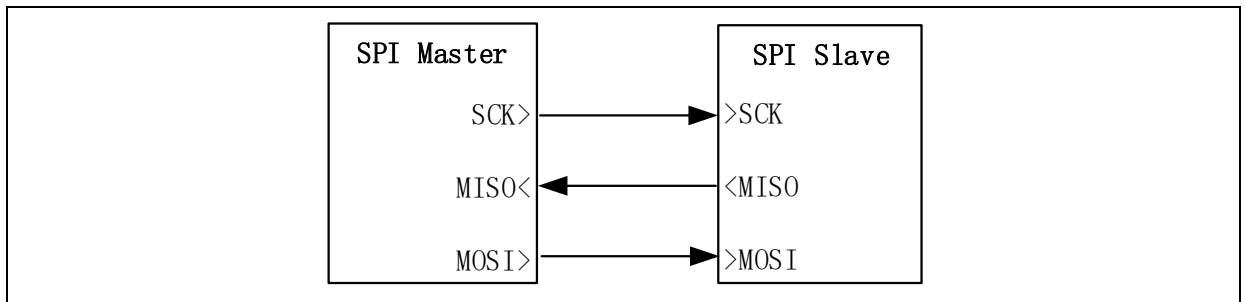 SPI Master
SPI Slave
SCK>
>SCK
MISO<
<MISO
MOSI>
>MOSI